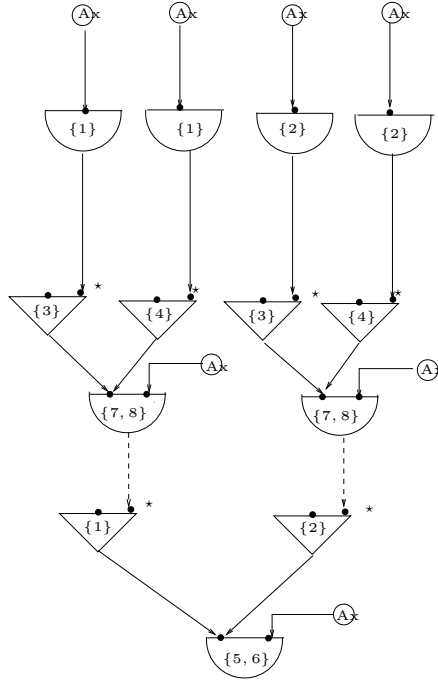 Ax Ax Ax Ax
{1} {1} {2} {2}
⋆ ⋆ ⋆ ⋆
{3} {4} {3} {4}
Ax Ax
{7, 8} {7, 8}
⋆ ⋆
{1} {2}
Ax
{5, 6}